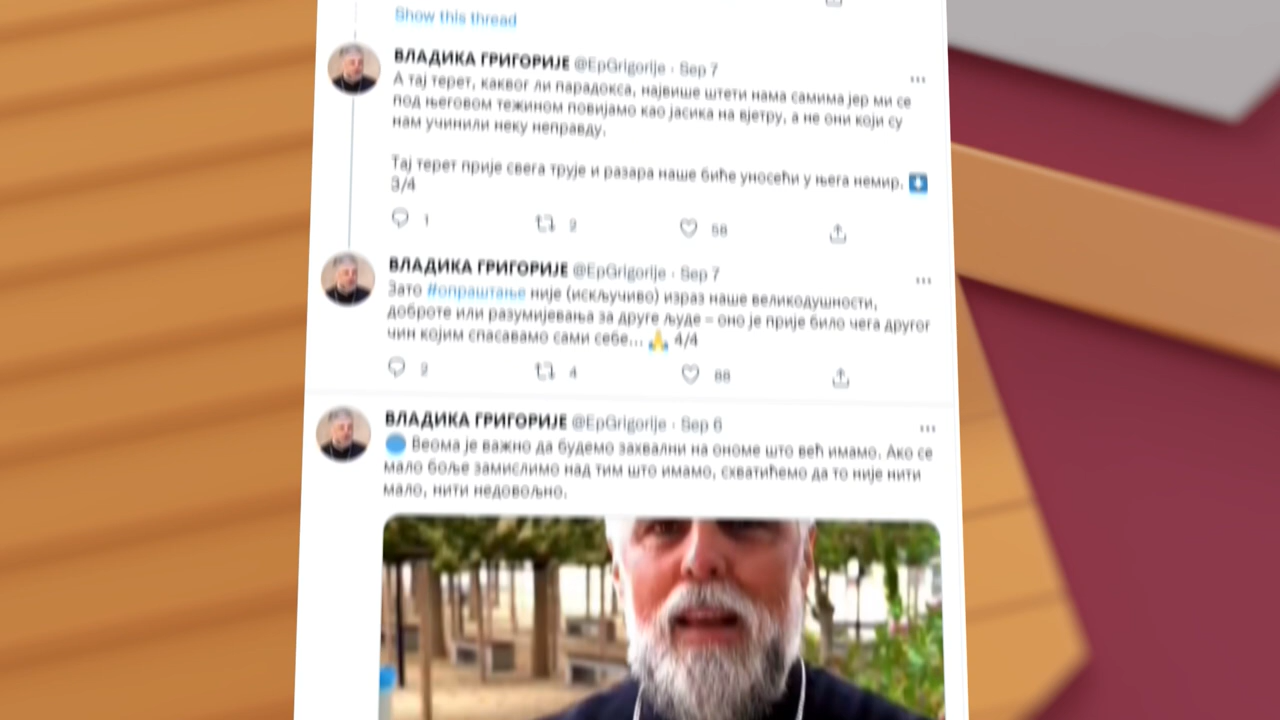 Show this thread
ВЛАДИКА ГРИГОРИЈЕ @EpGrigorije · Sep 7
А тај терет, каквог ли парадокса, највише штети нама самима јер ми се
под његовом тежином повијамо као јасика на вјетру, а не они који су
нам учинили неку неправду.
Тај терет прије свега трује и разара наше биће уносећи у њега немир. ⬇️
3/4
1 2 58
ВЛАДИКА ГРИГОРИЈЕ @EpGrigorije · Sep 7
Зато #опраштање није (искључиво) израз наше великодушности,
доброте или разумијевања за друге људе – оно је прије било чега другог
чин којим спасавамо сами себе... 🙏 4/4
2 4 88
ВЛАДИКА ГРИГОРИЈЕ @EpGrigorije · Sep 6
🔵 Веома је важно да будемо захвални на ономе што већ имамо. Ако се
мало боље замислимо над тим што имамо, схватићемо да то није нити
мало, нити недовољно.